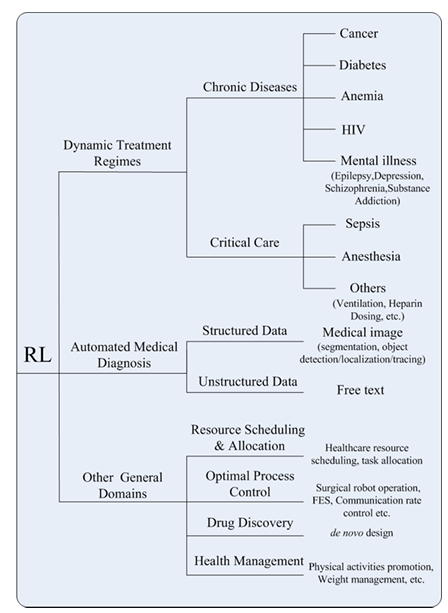 RL
Dynamic Treatment
Regimes
Chronic Diseases
Cancer
Diabetes
Anemia
HIV
Mental illness
(Epilepsy,Depression,
Schizophrenia,Substance
Addiction)
Critical Care
Sepsis
Anesthesia
Others
(Ventilation, Heparin
Dosing, etc.)
Automated Medical
Diagnosis
Structured Data
Medical image
(segmentation, object
detection/localization/tracing)
Unstructured Data
Free text
Other General
Domains
Resource Scheduling
& Allocation
Healthcare resource
scheduling, task allocation
Optimal Process
Control
Surgical robot operation,
FES, Communication rate
control etc.
Drug Discovery
de novo design
Health Management
Physical activities promotion,
Weight management, etc.